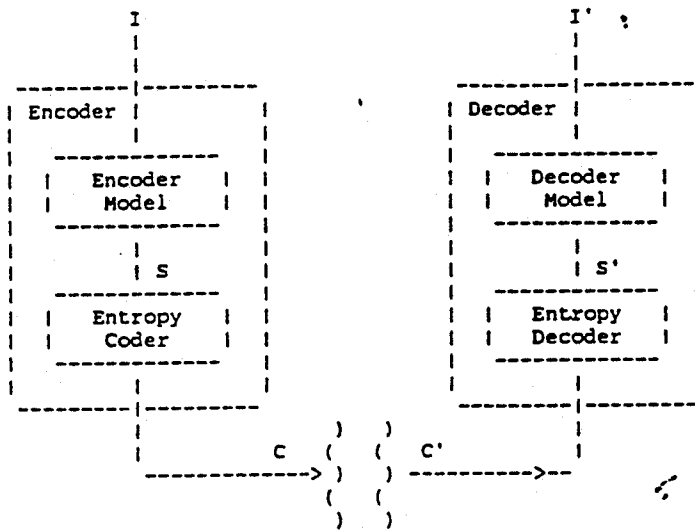 I I'
Encoder Decoder
Encoder Decoder
Model Model
S S'
Entropy Entropy
Coder Decoder
C C'